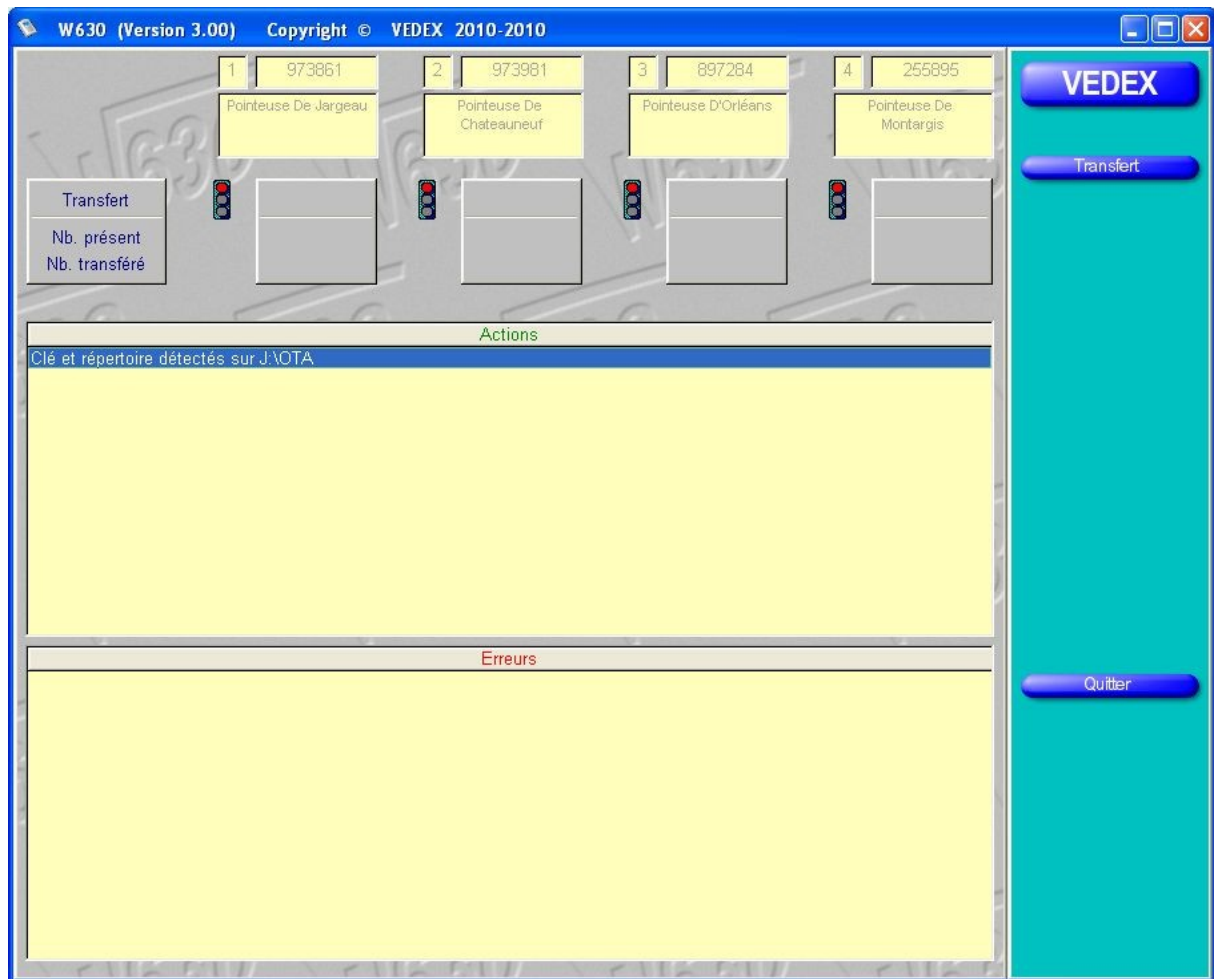 W630 (Version 3.00) Copyright © VEDEX 2010-2010
1 973861 2 973981 3 897284 4 255895
Pointeuse De Jargeau
Pointeuse De
Chateauneuf
Pointeuse D'Orléans
Pointeuse De
Montargis
VEDEX
Transfert
Transfert
Nb. présent
Nb. transféré
Actions
Clé et répertoire détectés sur J:\OTA
Erreurs
Quitter